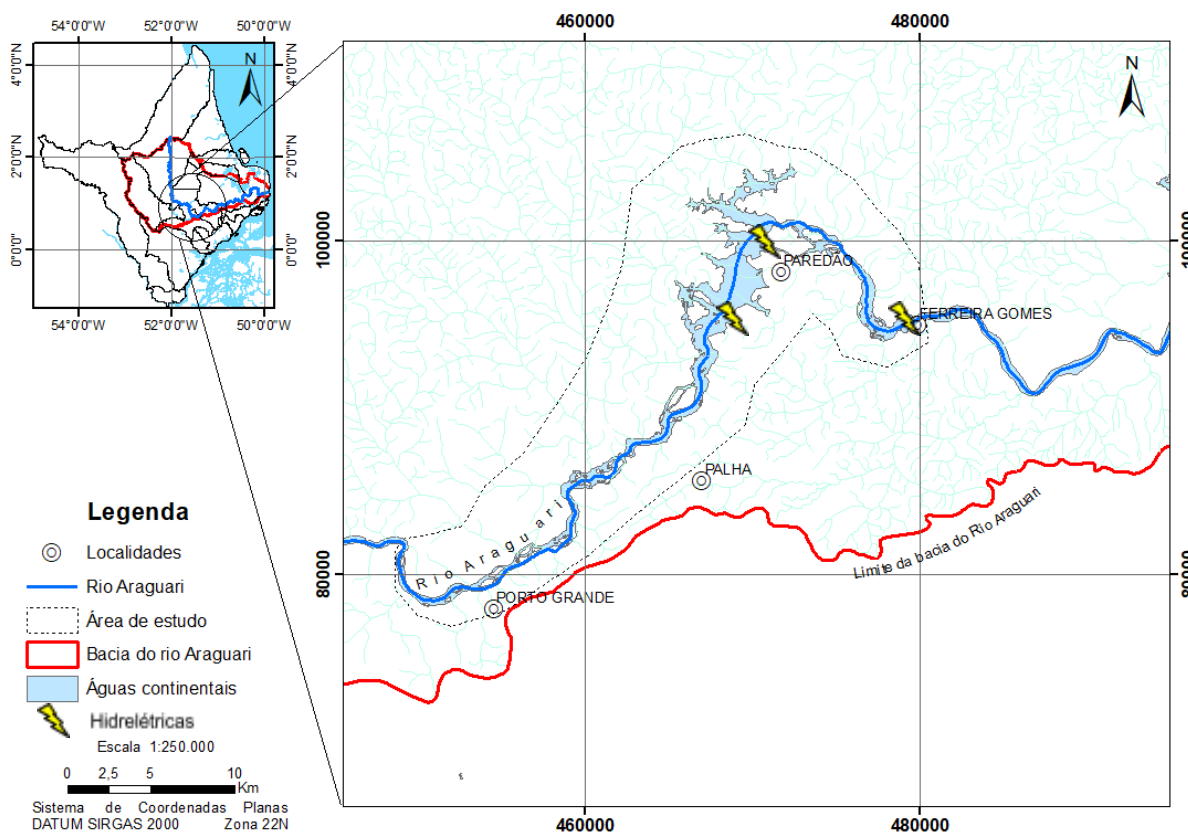 54°0'0"W 52°0'0"W 50°0'0"W
N
4°0'0"N
2°0'0"N
0°0'0"
4°0'0"N
2°0'0"N
0°0'0"
54°0'0"W 52°0'0"W 50°0'0"W
460000 480000
N
100000
100000
PAREDÃO
FERREIRA GOMES
PALHA
Rio Araguari
Limite da bacia do Rio Araguari
80000
80000
PORTO GRANDE
460000 480000
Legenda
Localidades
Rio Araguari
Área de estudo
Bacia do rio Araguari
Águas continentais
Hidrelétricas
Escala 1:250.000
0 2,5 5 10
Km
Sistema de Coordenadas Planas
DATUM SIRGAS 2000 Zona 22N